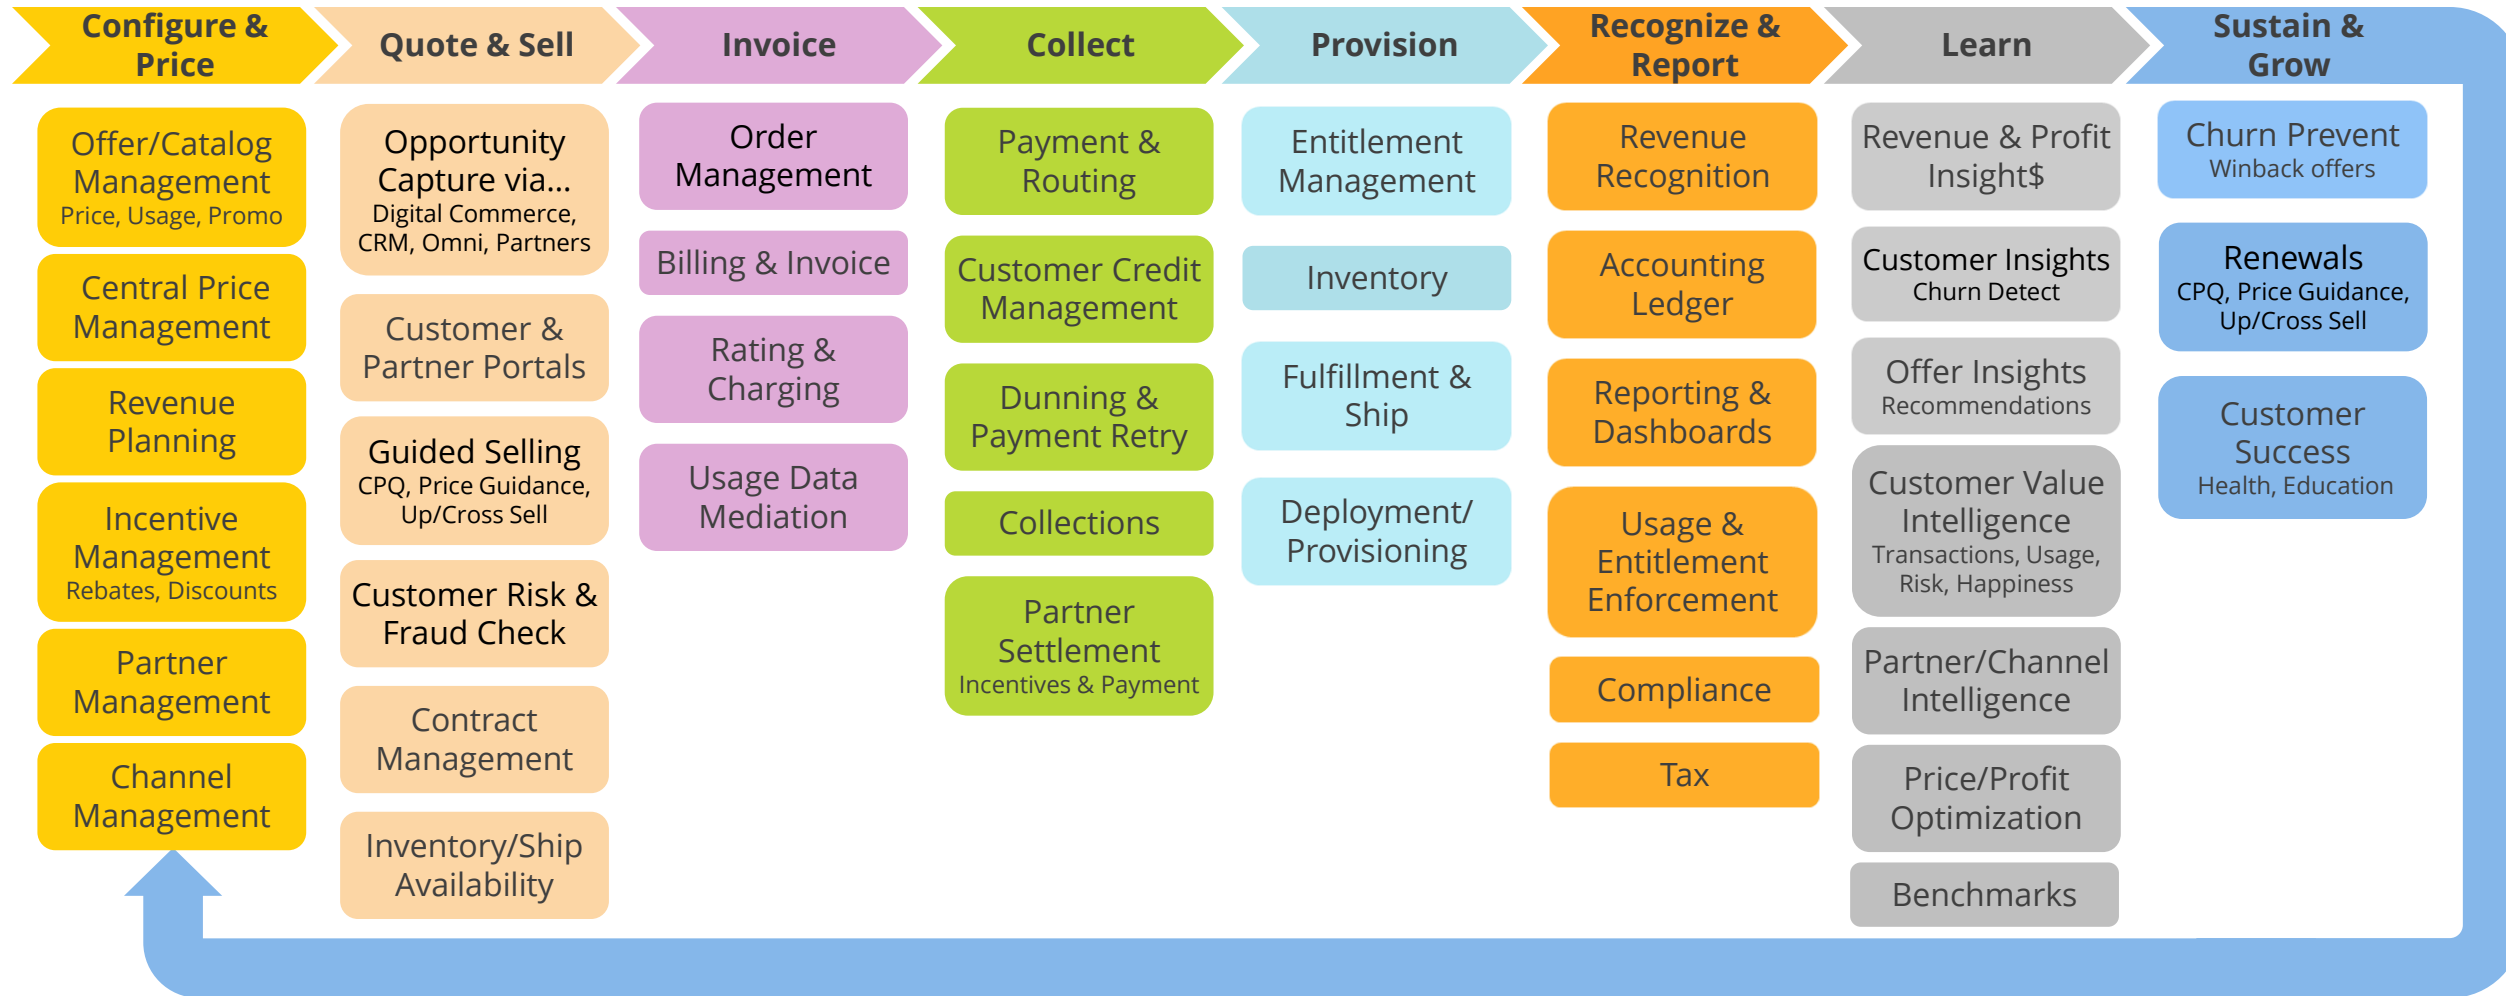 Configure &
Price
Quote & Sell
Invoice
Collect
Provision
Recognize &
Report
Learn
Sustain &
Grow
Offer/Catalog
Management
Price, Usage, Promo
Central Price
Management
Revenue
Planning
Incentive
Management
Rebates, Discounts
Partner
Management
Channel
Management
Opportunity
Capture via...
Digital Commerce,
CRM, Omni, Partners
Customer &
Partner Portals
Guided Selling
CPQ, Price Guidance,
Up/Cross Sell
Customer Risk &
Fraud Check
Contract
Management
Inventory/Ship
Availability
Order
Management
Billing & Invoice
Rating &
Charging
Usage Data
Mediation
Payment &
Routing
Customer Credit
Management
Dunning &
Payment Retry
Collections
Partner
Settlement
Incentives & Payment
Entitlement
Management
Inventory
Fulfillment &
Ship
Deployment/
Provisioning
Revenue
Recognition
Accounting
Ledger
Reporting &
Dashboards
Usage &
Entitlement
Enforcement
Compliance
Tax
Revenue & Profit
Insight$
Customer Insights
Churn Detect
Offer Insights
Recommendations
Customer Value
Intelligence
Transactions, Usage,
Risk, Happiness
Partner/Channel
Intelligence
Price/Profit
Optimization
Benchmarks
Churn Prevent
Winback offers
Renewals
CPQ, Price Guidance,
Up/Cross Sell
Customer
Success
Health, Education